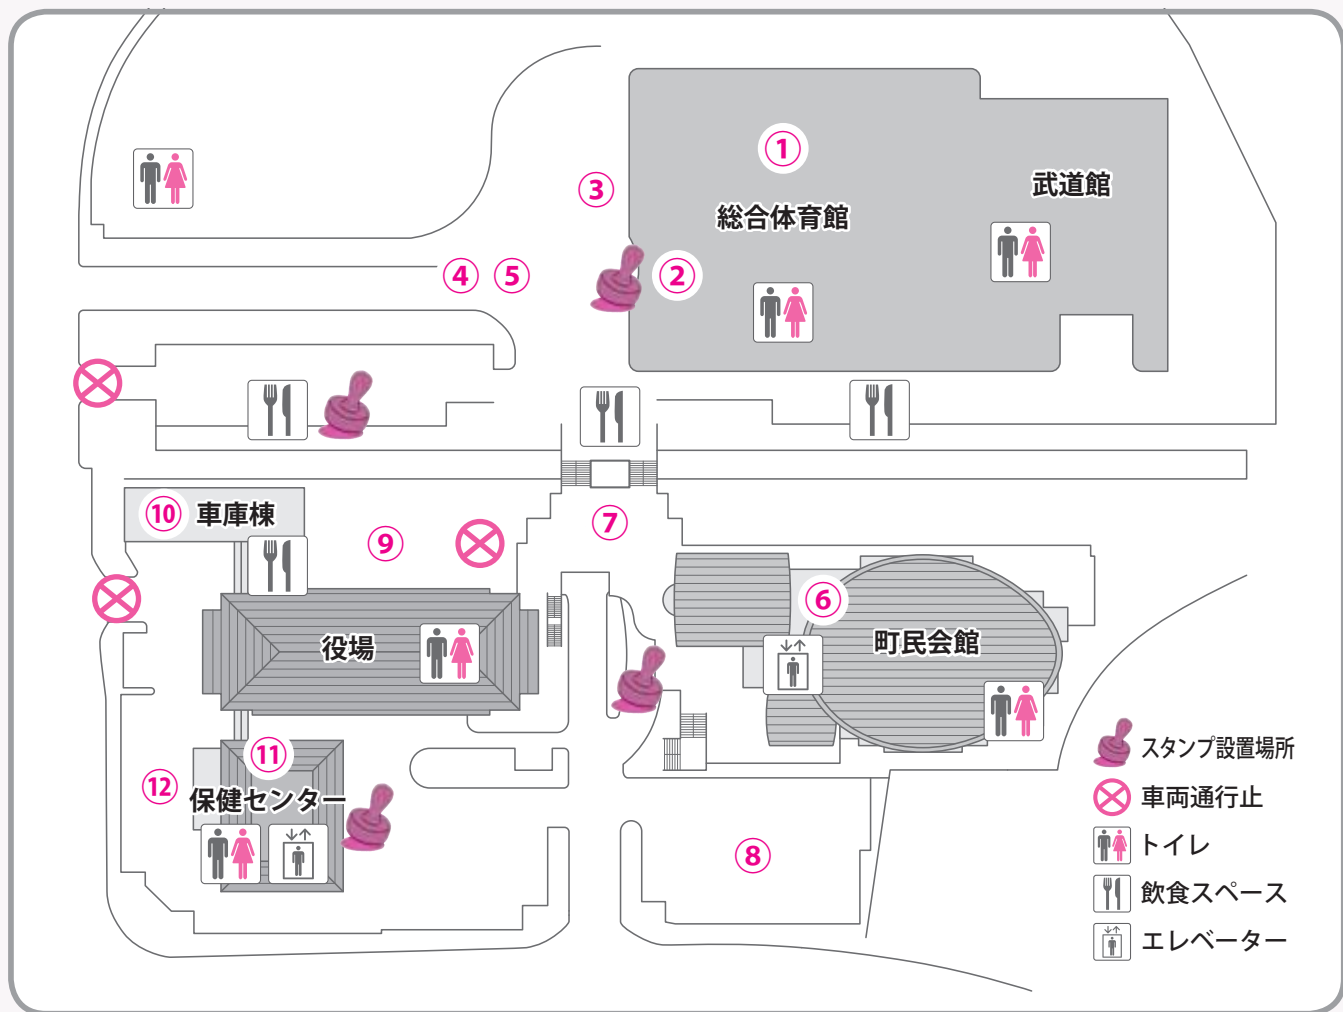 ①
武道館
③
総合体育館
④ ⑤
②
⑩ 車庫棟
⑦
⑨
⑥
役場
町民会館
⑪
⑫
保健センター
⑧
スタンプ設置場所
車両通行止
トイレ
飲食スペース
エレベーター